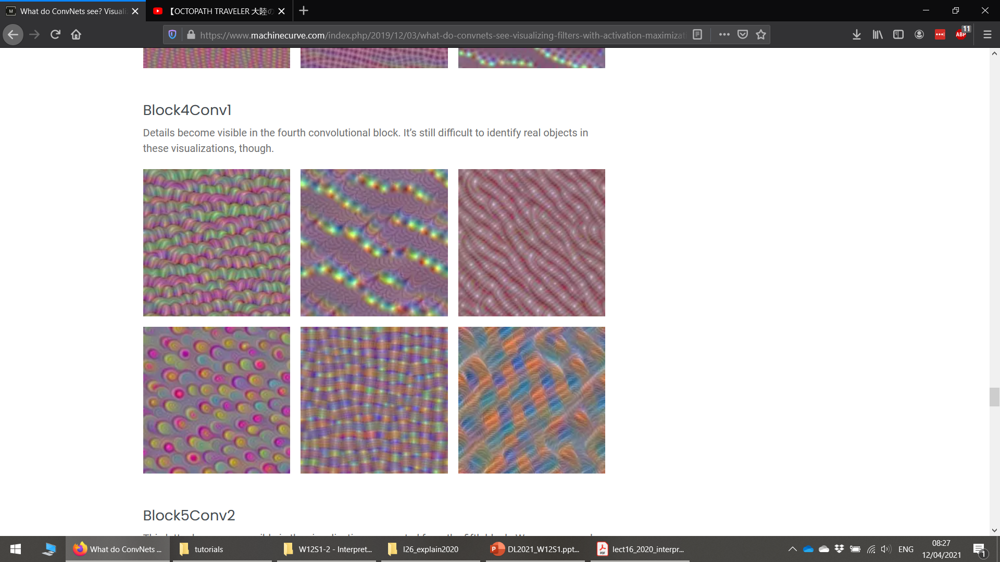 What do ConvNets see? Visuali
【OCTOPATH TRAVELER 大陸の
https://www.machinecurve.com/index.php/2019/12/03/what-do-convnets-see-visualizing-filters-with-activation-maximizati
ABP
11
Block4Conv1
Details become visible in the fourth convolutional block. It’s still difficult to identify real objects in
these visualizations, though.
Block5Conv2
What do ConvNets ...
tutorials
W12S1-2 - Interpret...
l26_explain2020
DL2021_W12S1.ppt...
lect16_2020_interpr...
ENG
08:27
12/04/2021
1